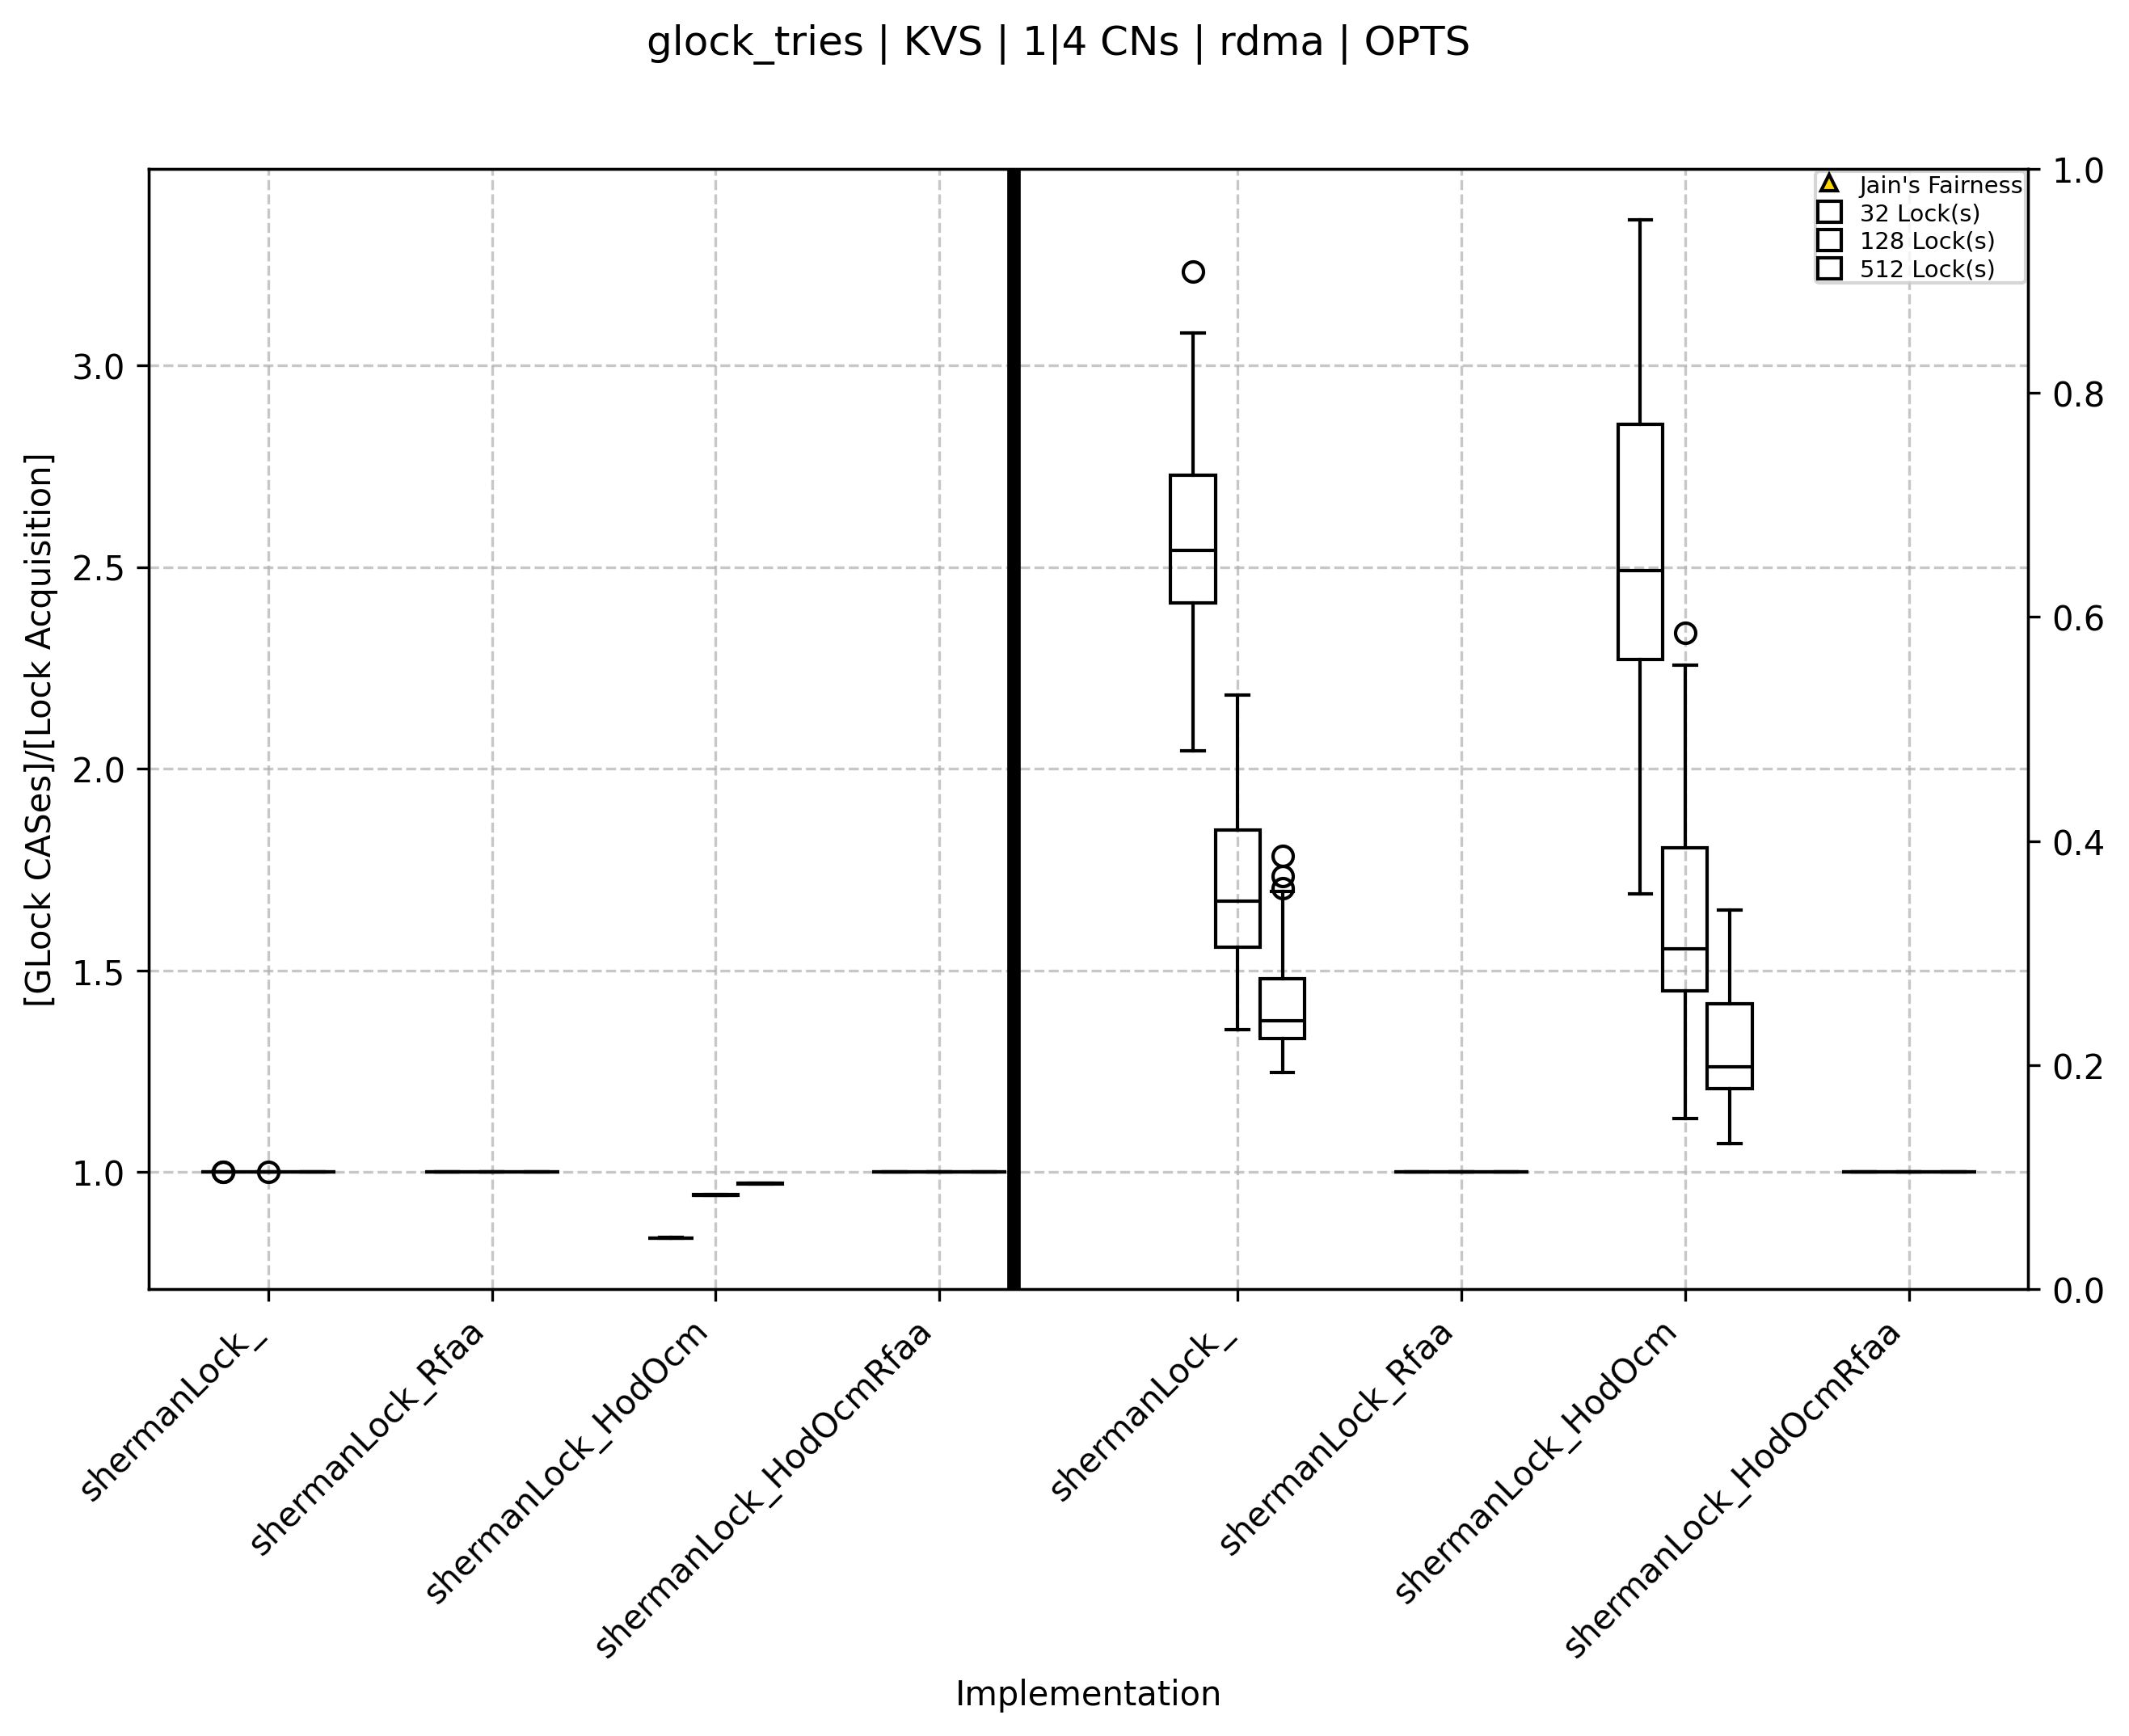 glock_tries | KVS | 1|4 CNs | rdma | OPTS
Jain's Fairness
32 Lock(s)
128 Lock(s)
512 Lock(s)
[GLock CASes]/[Lock Acquisition]
3.0
2.5
2.0
1.5
1.0
1.0
0.8
0.6
0.4
0.2
0.0
shermanLock_
shermanLock_Rfaa
shermanLock_HodOcm
shermanLock_HodOcmRfaa
shermanLock_
shermanLock_Rfaa
shermanLock_HodOcm
shermanLock_HodOcmRfaa
Implementation